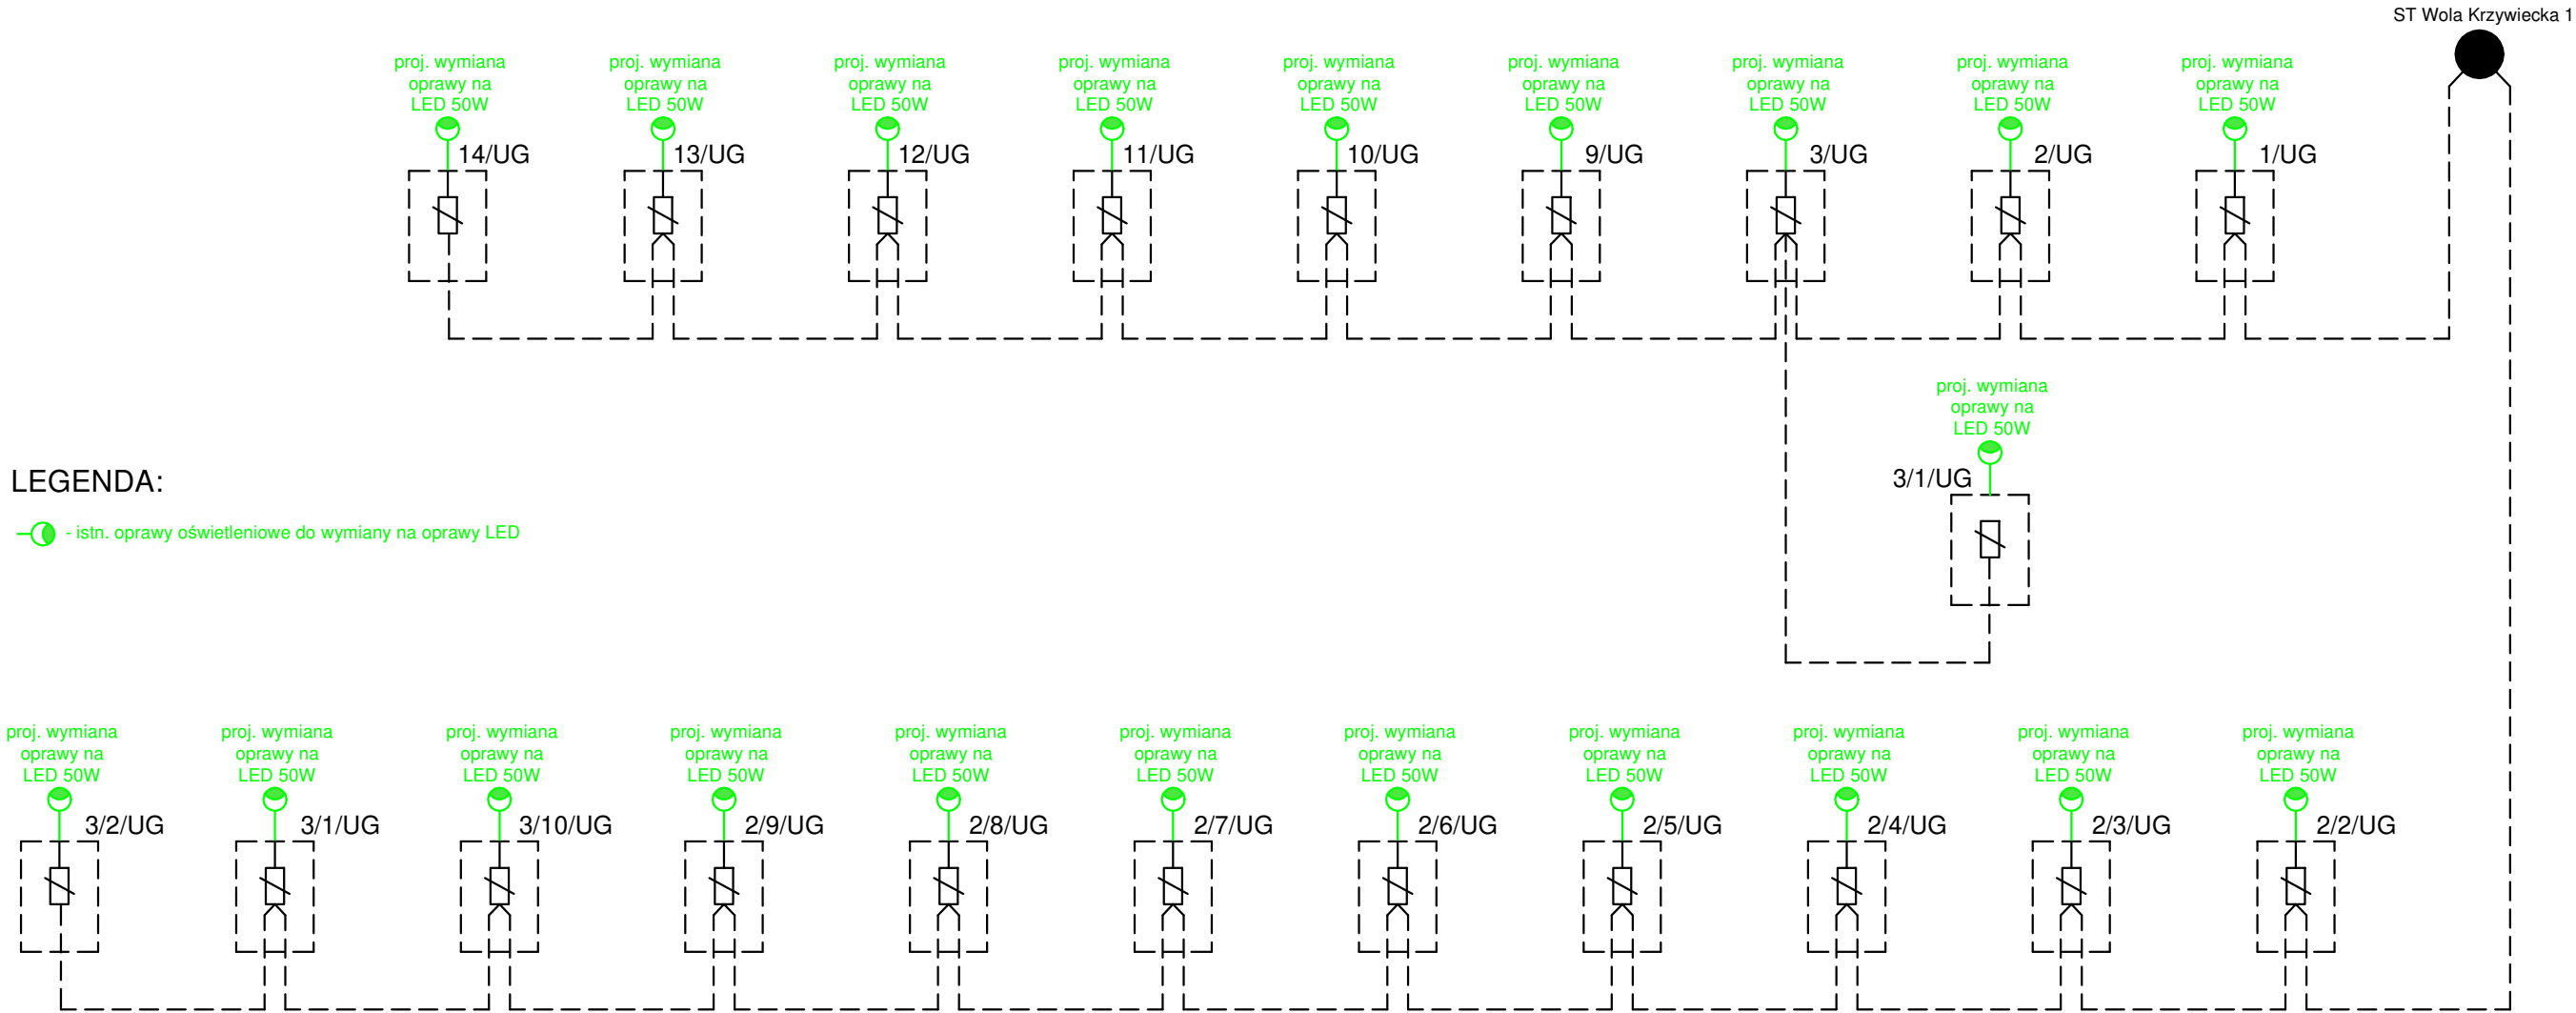 ST Wola Krzywiecka 1
proj. wymiana
oprawy na
LED 50W
14/UG
proj. wymiana
oprawy na
LED 50W
13/UG
proj. wymiana
oprawy na
LED 50W
12/UG
proj. wymiana
oprawy na
LED 50W
11/UG
proj. wymiana
oprawy na
LED 50W
10/UG
proj. wymiana
oprawy na
LED 50W
9/UG
proj. wymiana
oprawy na
LED 50W
3/UG
proj. wymiana
oprawy na
LED 50W
2/UG
proj. wymiana
oprawy na
LED 50W
1/UG
proj. wymiana
oprawy na
LED 50W
3/1/UG
LEGENDA:
- istn. oprawy oświetleniowe do wymiany na oprawy LED
proj. wymiana
oprawy na
LED 50W
3/2/UG
proj. wymiana
oprawy na
LED 50W
3/1/UG
proj. wymiana
oprawy na
LED 50W
3/10/UG
proj. wymiana
oprawy na
LED 50W
2/9/UG
proj. wymiana
oprawy na
LED 50W
2/8/UG
proj. wymiana
oprawy na
LED 50W
2/7/UG
proj. wymiana
oprawy na
LED 50W
2/6/UG
proj. wymiana
oprawy na
LED 50W
2/5/UG
proj. wymiana
oprawy na
LED 50W
2/4/UG
proj. wymiana
oprawy na
LED 50W
2/3/UG
proj. wymiana
oprawy na
LED 50W
2/2/UG